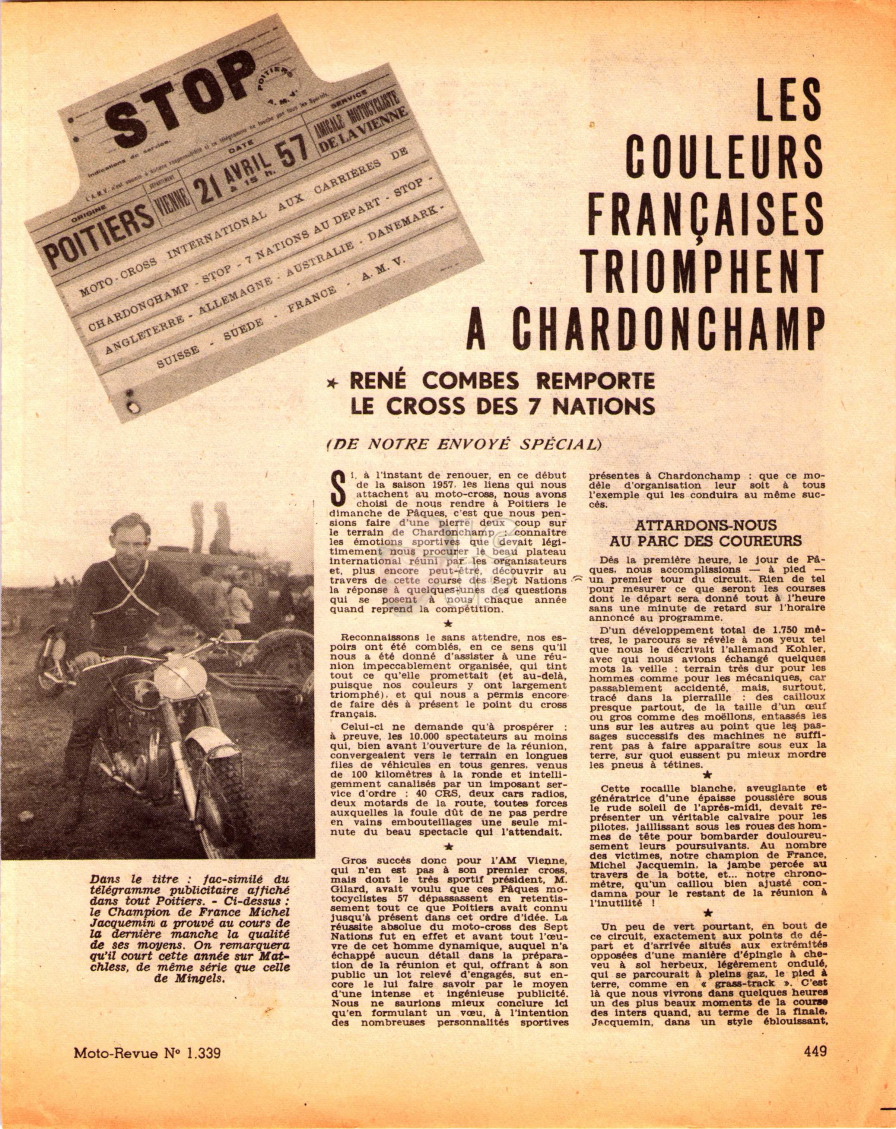 STOP
POITIERS
A. M. V.
Indications de service.
ORIGINE
DÉPARTEMENT
DATE
SERVICE
POITIERS
VIENNE
21 AVRIL 57
à 15 h.
AMICALE MOTOCYCLISTE
DE LA VIENNE
MOTO-CROSS INTERNATIONAL AUX CARRIÈRES DE
CHARDONCHAMP - STOP - 7 NATIONS AU DEPART - STOP -
ANGLETERRE - ALLEMAGNE - AUSTRALIE - DANEMARK -
SUISSE - SUEDE - FRANCE - A. M. V.
LES
COULEURS
FRANÇAISES
TRIOMPHENT
A CHARDONCHAMP
★ RENÉ COMBES REMPORTE
LE CROSS DES 7 NATIONS
(DE NOTRE ENVOYÉ SPÉCIAL)
SI, à l'instant de renouer, en ce début
de la saison 1957, les liens qui nous
attachent au moto-cross, nous avons
choisi de nous rendre à Poitiers le
dimanche de Pâques, c'est que nous pen-
sions faire d'une pierre deux coup sur
le terrain de Chardonchamp : connaître
les émotions sportives que devait légi-
timement nous procurer le beau plateau
international réuni par les organisateurs
et, plus encore peut-être, découvrir au
travers de cette course des Sept Nations
la réponse à quelques-unes des questions
qui se posent à nous chaque année
quand reprend la compétition.
★
Reconnaissons le sans attendre, nos es-
poirs ont été comblés, en ce sens qu'il
nous a été donné d'assister à une réu-
nion impeccablement organisée, qui tint
tout ce qu'elle promettait (et au-delà,
puisque nos couleurs y ont largement
triomphé), et qui nous a permis encore
de faire dès à présent le point du cross
français.
Celui-ci ne demande qu'à prospérer :
à preuve, les 10.000 spectateurs au moins
qui, bien avant l'ouverture de la réunion,
convergeaient vers le terrain en longues
files de véhicules en tous genres, venus
de 100 kilomètres à la ronde et intelli-
gemment canalisés par un imposant ser-
vice d'ordre : 40 CRS, deux cars radios,
deux motards de la route, toutes forces
auxquelles la foule dût de ne pas perdre
en vains embouteillages une seule mi-
nute du beau spectacle qui l'attendait.
★
Gros succès donc pour l'AM Vienne,
qui n'en est pas à son premier cross,
mais dont le très sportif président, M.
Gilard, avait voulu que ces Pâques mo-
tocyclistes 57 dépassassent en retentis-
sement tout ce que Poitiers avait connu
jusqu'à présent dans cet ordre d'idée. La
réussite absolue du moto-cross des Sept
Nations fut en effet et avant tout l'œu-
vre de cet homme dynamique, auquel n'a
échappé aucun détail dans la prépara-
tion de la réunion et qui, offrant à son
public un lot relevé d'engagés, sut en-
core le lui faire savoir par le moyen
d'une intense et ingénieuse publicité.
Nous ne saurions mieux conclure ici
qu'en formulant un vœu, à l'intention
des nombreuses personnalités sportives
présentes à Chardonchamp : que ce mo-
dèle d'organisation leur soit à tous
l'exemple qui les conduira au même suc-
cès.
ATTARDONS-NOUS
AU PARC DES COUREURS
Dès la première heure, le jour de Pâ-
ques, nous accomplissons — à pied —
un premier tour du circuit. Rien de tel
pour mesurer ce que seront les courses
dont le départ sera donné tout à l'heure
sans une minute de retard sur l'horaire
annoncé au programme.
D'un développement total de 1.750 mè-
tres, le parcours se révèle à nos yeux tel
que nous le décrivait l'allemand Kohler,
avec qui nous avions échangé quelques
mots la veille : terrain très dur pour les
hommes comme pour les mécaniques, car
passablement accidenté, mais, surtout,
tracé dans la pierraille : des cailloux
presque partout, de la taille d'un œuf
ou gros comme des moëllons, entassés les
uns sur les autres au point que les pas-
sages successifs des machines ne suffi-
rent pas à faire apparaître sous eux la
terre, sur quoi eussent pu mieux mordre
les pneus à tétines.
★
Cette rocaille blanche, aveuglante et
génératrice d'une épaisse poussière sous
le rude soleil de l'après-midi, devait re-
présenter un véritable calvaire pour les
pilotes, jaillissant sous les roues des hom-
mes de tête pour bombarder douloureu-
sement leurs poursuivants. Au nombre
des victimes, notre champion de France,
Michel Jacquemin, la jambe percée au
travers de la botte, et... notre chrono-
mètre, qu'un caillou bien ajusté con-
damna pour le restant de la réunion à
l'inutilité !
★
Un peu de vert pourtant, en bout de
ce circuit, exactement aux points de dé-
part et d'arrivée situés aux extrémités
opposées d'une manière d'épingle à che-
veu à sol herbeux, légèrement ondulé,
qui se parcourait à pleins gaz, le pied à
terre, comme en « grass-track ». C'est
là que nous vivrons dans quelques heures
un des plus beaux moments de la course
des inters quand, au terme de la finale,
Jacquemin, dans un style éblouissant,
Dans le titre : fac-similé du
télégramme publicitaire affiché
dans tout Poitiers. - Ci-dessus :
le Champion de France Michel
Jacquemin a prouvé au cours de
la dernière manche la qualité
de ses moyens. On remarquera
qu'il court cette année sur Mat-
chless, de même série que celle
de Mingels.
Moto-Revue N° 1.339
449